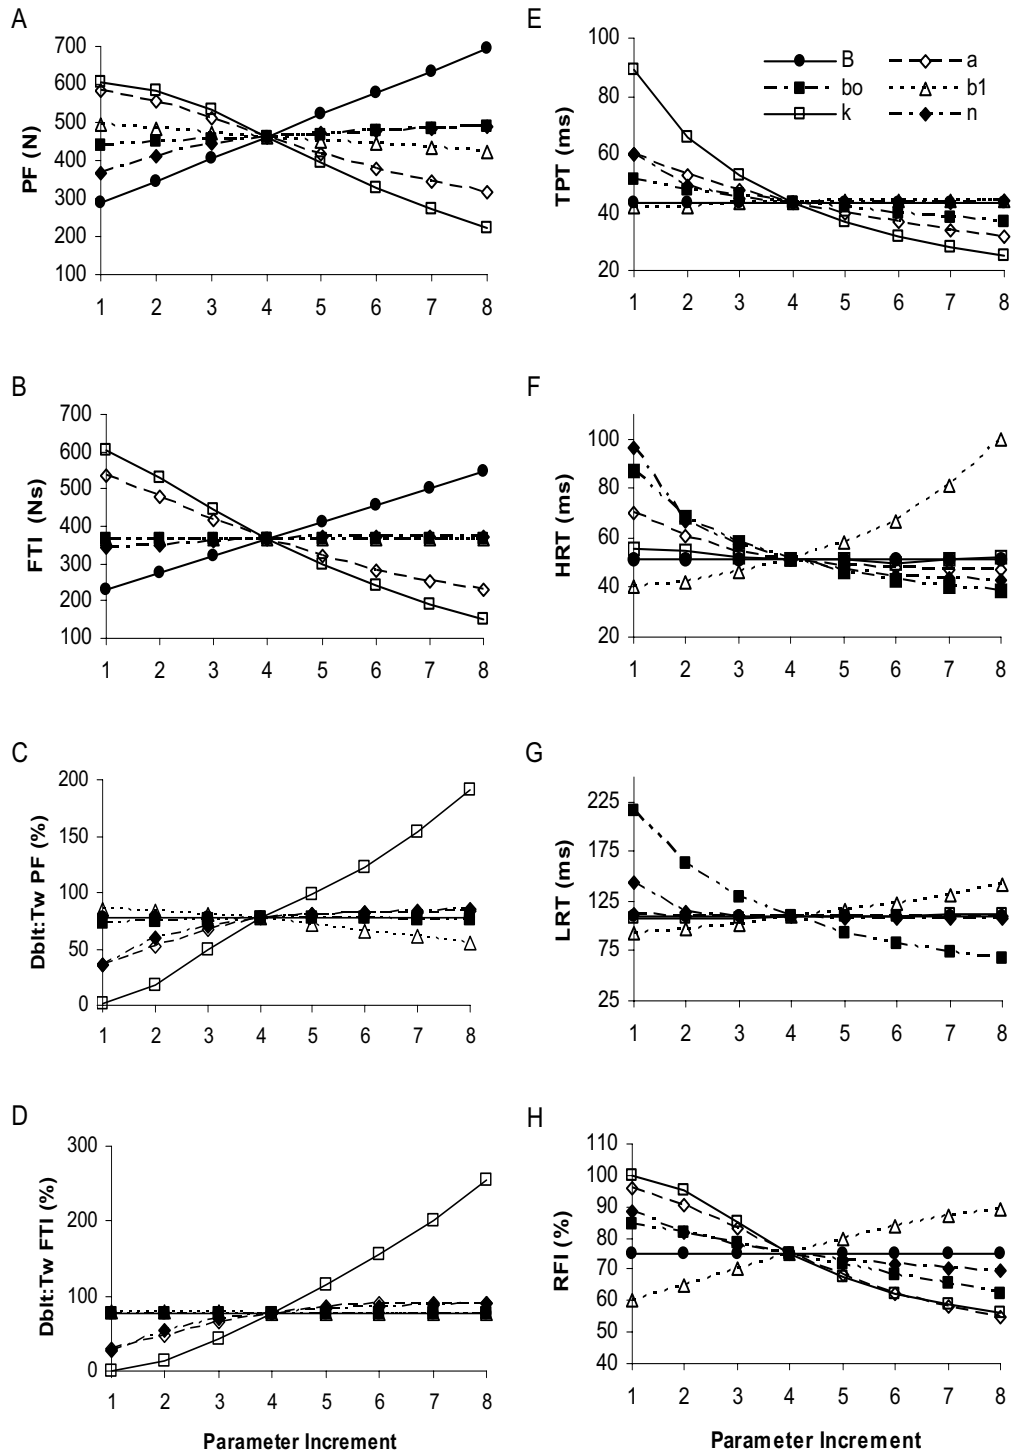 A
700
600
500
400
300
200
100
PF (N)
1 2 3 4 5 6 7 8
E
100
80
60
40
20
TPT (ms)
B
bo
k
a
b1
n
1 2 3 4 5 6 7 8
B
700
600
500
400
300
200
100
FTI (Ns)
1 2 3 4 5 6 7 8
F
100
80
60
40
20
HRT (ms)
1 2 3 4 5 6 7 8
C
200
150
100
50
0
Dblt:Tw PF (%)
1 2 3 4 5 6 7 8
G
225
175
125
75
25
LRT (ms)
1 2 3 4 5 6 7 8
D
300
200
100
0
Dblt:Tw FTI (%)
1 2 3 4 5 6 7 8
Parameter Increment
H
110
100
90
80
70
60
50
40
RFI (%)
1 2 3 4 5 6 7 8
Parameter Increment